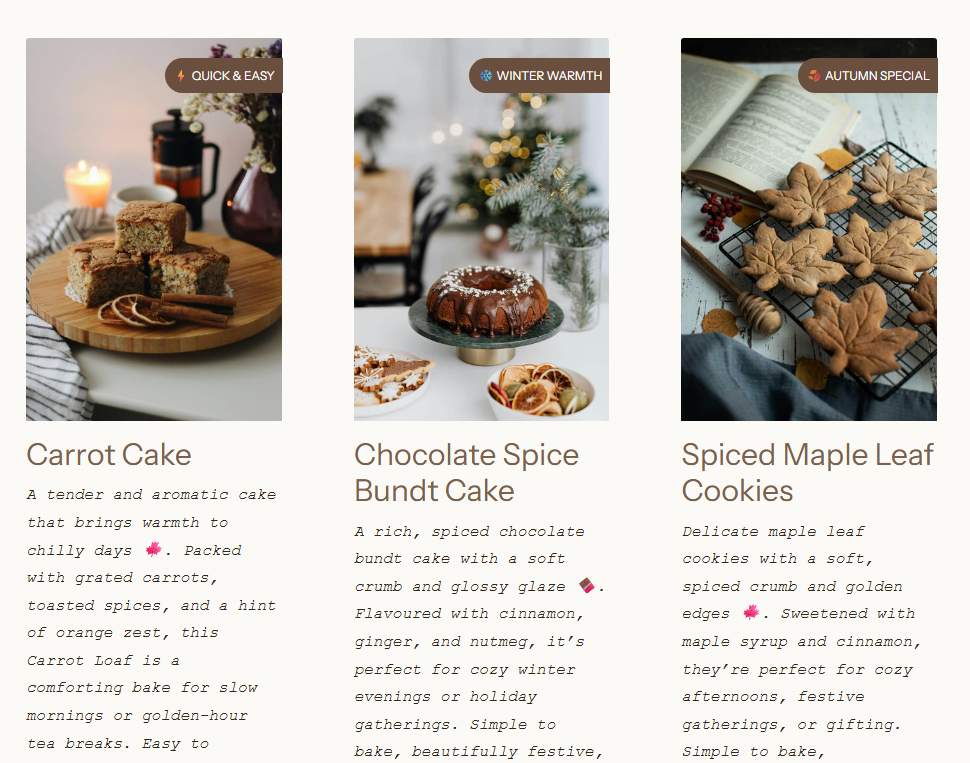 ⚡ QUICK & EASY
Carrot Cake
A tender and aromatic cake
that brings warmth to
chilly days 🍁. Packed
with grated carrots,
toasted spices, and a hint
of orange zest, this
Carrot Loaf is a
comforting bake for slow
mornings or golden-hour
tea breaks. Easy to
❄️ WINTER WARMTH
Chocolate Spice
Bundt Cake
A rich, spiced chocolate
bundt cake with a soft
crumb and glossy glaze 🍫.
Flavoured with cinnamon,
ginger, and nutmeg, it’s
perfect for cozy winter
evenings or holiday
gatherings. Simple to
bake, beautifully festive,
🍂 AUTUMN SPECIAL
Spiced Maple Leaf
Cookies
Delicate maple leaf
cookies with a soft,
spiced crumb and golden
edges 🍁. Sweetened with
maple syrup and cinnamon,
they’re perfect for cozy
afternoons, festive
gatherings, or gifting.
Simple to bake,